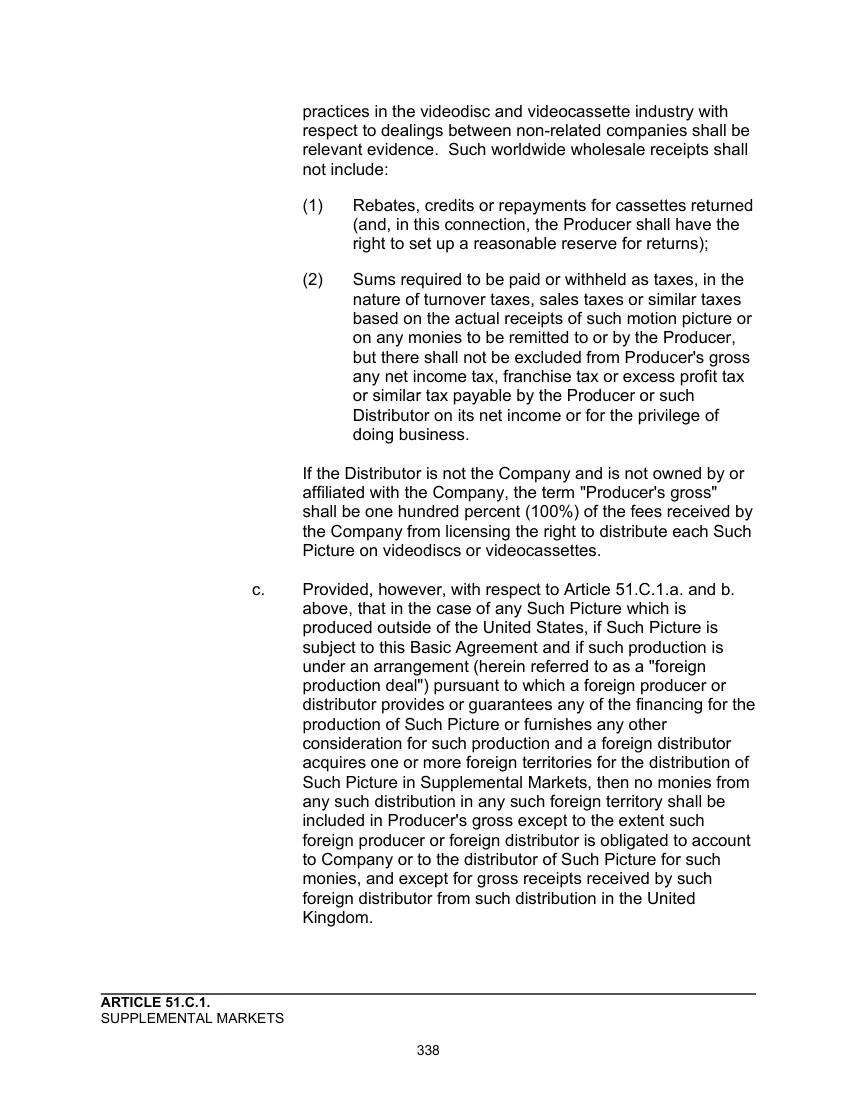 practices in the videodisc and videocassette industry with
respect to dealings between non-related companies shall be
relevant evidence.  Such worldwide wholesale receipts shall
not include:
(1) Rebates, credits or repayments for cassettes returned
(and, in this connection, the Producer shall have the
right to set up a reasonable reserve for returns);
(2) Sums required to be paid or withheld as taxes, in the
nature of turnover taxes, sales taxes or similar taxes
based on the actual receipts of such motion picture or
on any monies to be remitted to or by the Producer,
but there shall not be excluded from Producer's gross
any net income tax, franchise tax or excess profit tax
or similar tax payable by the Producer or such
Distributor on its net income or for the privilege of
doing business.
If the Distributor is not the Company and is not owned by or
affiliated with the Company, the term "Producer's gross"
shall be one hundred percent (100%) of the fees received by
the Company from licensing the right to distribute each Such
Picture on videodiscs or videocassettes.
c. Provided, however, with respect to Article 51.C.1.a. and b.
above, that in the case of any Such Picture which is
produced outside of the United States, if Such Picture is
subject to this Basic Agreement and if such production is
under an arrangement (herein referred to as a "foreign
production deal") pursuant to which a foreign producer or
distributor provides or guarantees any of the financing for the
production of Such Picture or furnishes any other
consideration for such production and a foreign distributor
acquires one or more foreign territories for the distribution of
Such Picture in Supplemental Markets, then no monies from
any such distribution in any such foreign territory shall be
included in Producer's gross except to the extent such
foreign producer or foreign distributor is obligated to account
to Company or to the distributor of Such Picture for such
monies, and except for gross receipts received by such
foreign distributor from such distribution in the United
Kingdom.
ARTICLE 51.C.1.
SUPPLEMENTAL MARKETS
338